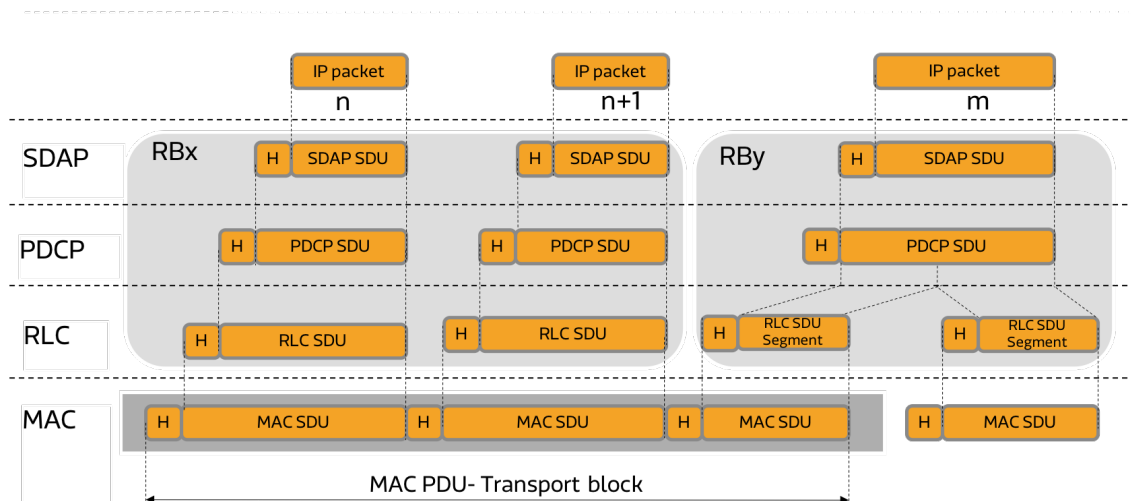 IP packet IP packet IP packet
n n+1 m
SDAP RBx H SDAP SDU H SDAP SDU RBy H SDAP SDU
PDCP H PDCP SDU H PDCP SDU H PDCP SDU
RLC H RLC SDU H RLC SDU H RLC SDU Segment H RLC SDU Segment
MAC H MAC SDU H MAC SDU H MAC SDU H MAC SDU
MAC PDU- Transport block